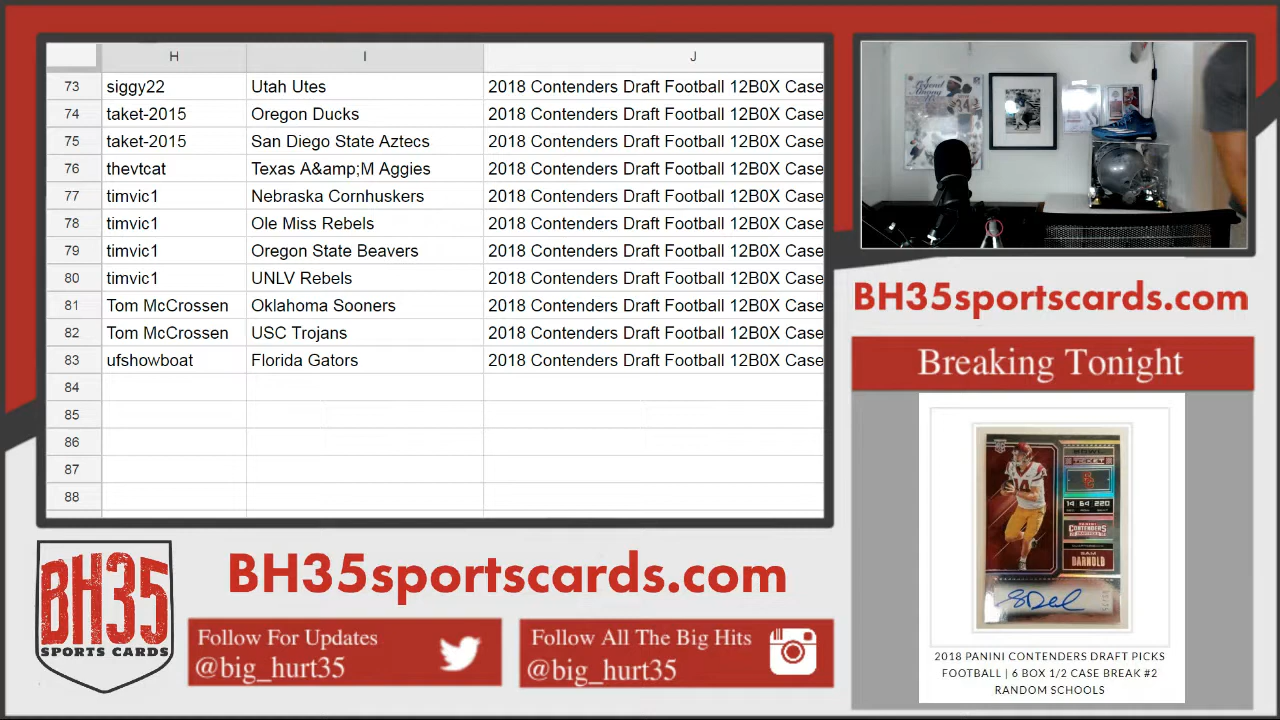 H I J
73 siggy22 Utah Utes 2018 Contenders Draft Football 12B0X Case
74 taket-2015 Oregon Ducks 2018 Contenders Draft Football 12B0X Case
75 taket-2015 San Diego State Aztecs 2018 Contenders Draft Football 12B0X Case
76 thevtcat Texas A&amp;M Aggies 2018 Contenders Draft Football 12B0X Case
77 timvic1 Nebraska Cornhuskers 2018 Contenders Draft Football 12B0X Case
78 timvic1 Ole Miss Rebels 2018 Contenders Draft Football 12B0X Case
79 timvic1 Oregon State Beavers 2018 Contenders Draft Football 12B0X Case
80 timvic1 UNLV Rebels 2018 Contenders Draft Football 12B0X Case
81 Tom McCrossen Oklahoma Sooners 2018 Contenders Draft Football 12B0X Case
82 Tom McCrossen USC Trojans 2018 Contenders Draft Football 12B0X Case
83 ufshowboat Florida Gators 2018 Contenders Draft Football 12B0X Case
84
85
86
87
88
BH35sportscards.com
Breaking Tonight
14 64 220
CONTENDERS
SAM
DARNOLD
2018 PANINI CONTENDERS DRAFT PICKS
FOOTBALL | 6 BOX 1/2 CASE BREAK #2
RANDOM SCHOOLS
BH35
SPORTS CARDS
BH35sportscards.com
Follow For Updates
@big_hurt35
Follow All The Big Hits
@big_hurt35